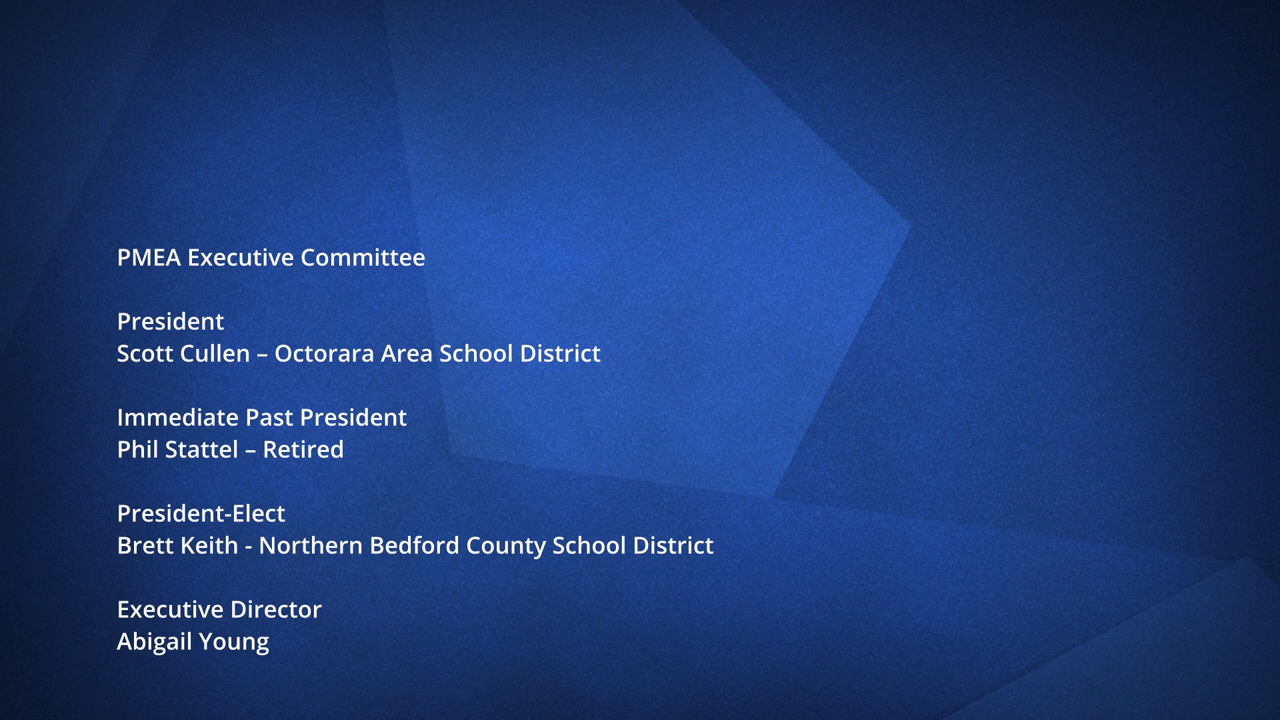 PMEA Executive Committee
President
Scott Cullen – Octorara Area School District
Immediate Past President
Phil Stattel – Retired
President-Elect
Brett Keith - Northern Bedford County School District
Executive Director
Abigail Young